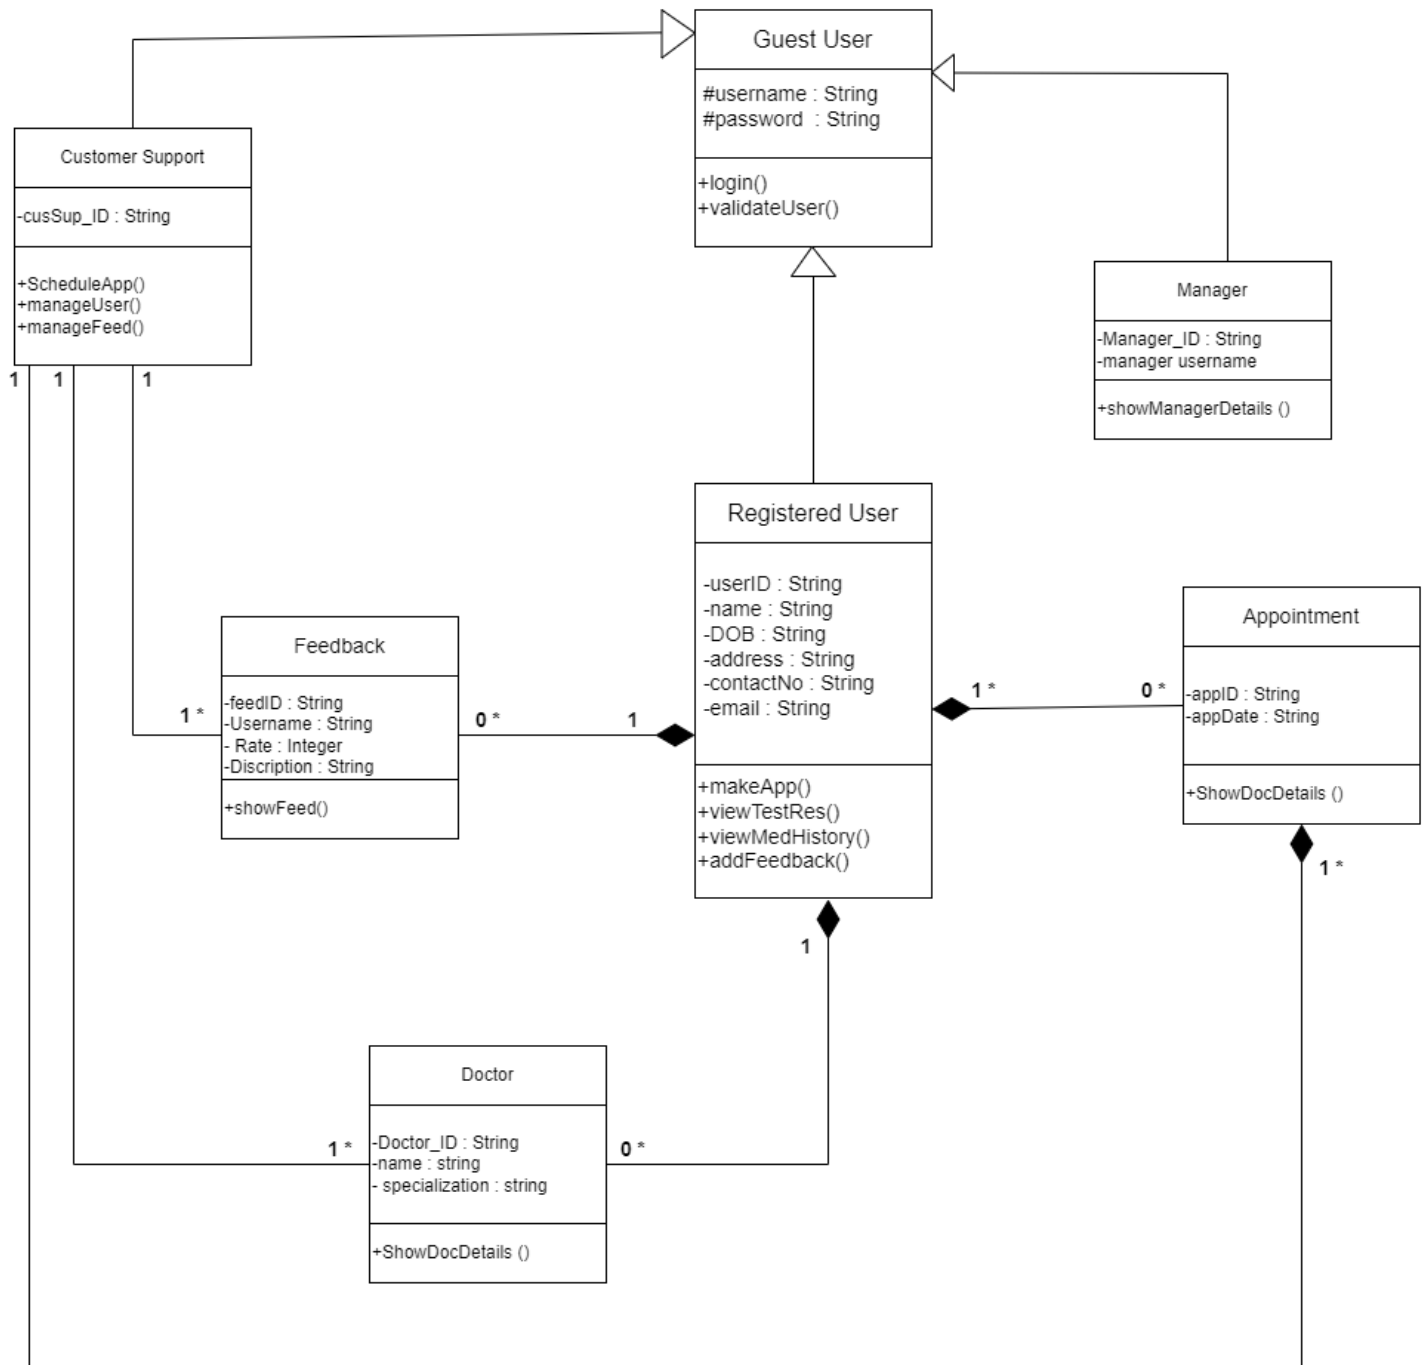 Guest User
#username : String
#password : String
+login()
+validateUser()
Customer Support
-cusSup_ID : String
+ScheduleApp()
+manageUser()
+manageFeed()
1
1
1
Manager
-Manager_ID : String
-manager username
+showManagerDetails ()
Registered User
-userID : String
-name : String
-DOB : String
-address : String
-contactNo : String
-email : String
+makeApp()
+viewTestRes()
+viewMedHistory()
+addFeedback()
Feedback
-feedID : String
-Username : String
- Rate : Integer
-Discription : String
+showFeed()
1 *
0 *
1
1 *
0 *
Appointment
-appID : String
-appDate : String
+ShowDocDetails ()
1 *
1
Doctor
-Doctor_ID : String
-name : string
- specialization : string
+ShowDocDetails ()
1 *
0 *